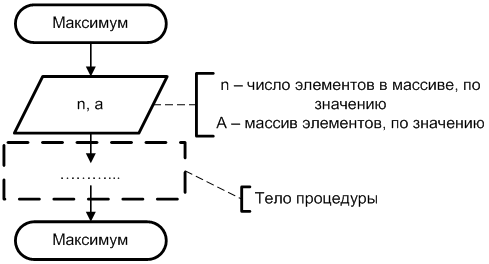 Максимум
n, a
n – число элементов в массиве, по
значению
A – массив элементов, по значению
............
Тело процедуры
Максимум